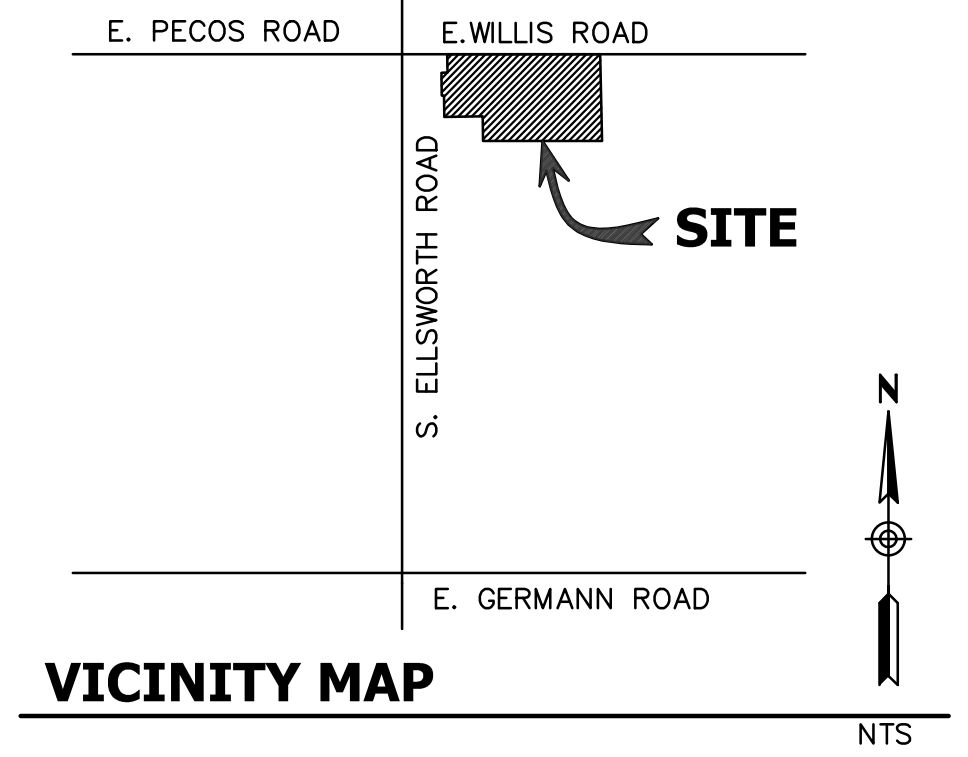 E. PECOS ROAD
E.WILLIS ROAD
S. ELLSWORTH ROAD
SITE
N
E. GERMANN ROAD
VICINITY MAP
NTS